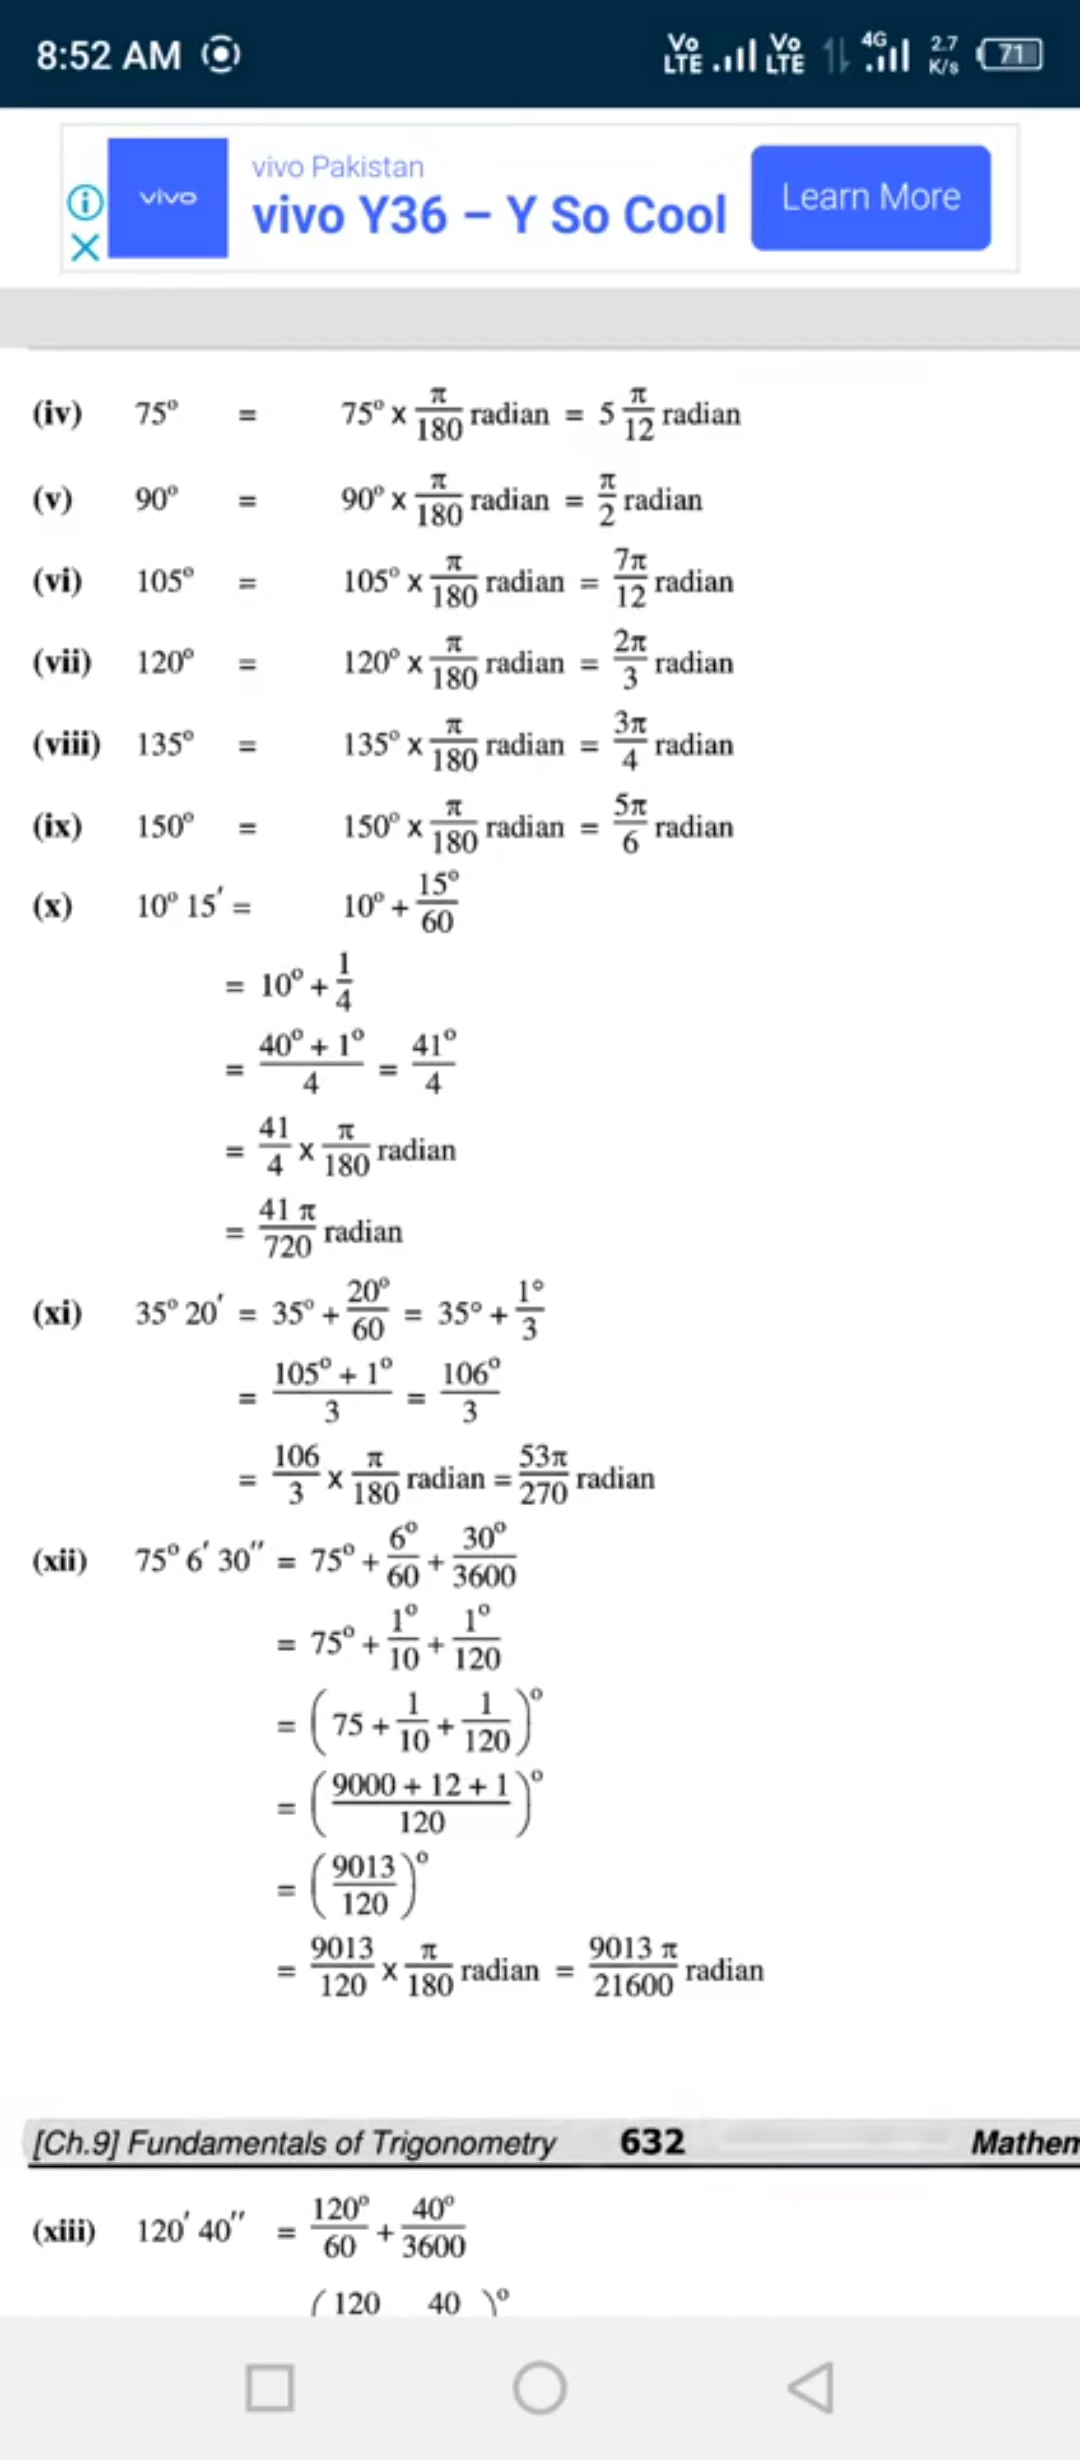 8:52 AM Vo LTE Vo LTE 4G 2.7 K/s 71
vivo
vivo Pakistan
vivo Y36 – Y So Cool
Learn More
(iv) 75° = 75° x π/180 radian = 5 π/12 radian
(v) 90° = 90° x π/180 radian = π/2 radian
(vi) 105° = 105° x π/180 radian = 7π/12 radian
(vii) 120° = 120° x π/180 radian = 2π/3 radian
(viii) 135° = 135° x π/180 radian = 3π/4 radian
(ix) 150° = 150° x π/180 radian = 5π/6 radian
(x) 10° 15′ = 10° + 15°/60
= 10° + 1/4
= (40° + 1°)/4 = 41°/4
= 41/4 x π/180 radian
= 41 π/720 radian
(xi) 35° 20′ = 35° + 20°/60 = 35° + 1°/3
= (105° + 1°)/3 = 106°/3
= 106/3 x π/180 radian = 53π/270 radian
(xii) 75° 6′ 30″ = 75° + 6°/60 + 30°/3600
= 75° + 1°/10 + 1°/120
= (75 + 1/10 + 1/120)°
= ((9000 + 12 + 1)/120)°
= (9013/120)°
= 9013/120 x π/180 radian = 9013 π/21600 radian
[Ch.9] Fundamentals of Trigonometry 632 Mathem
(xiii) 120′ 40″ = 120°/60 + 40°/3600
(120 40)°